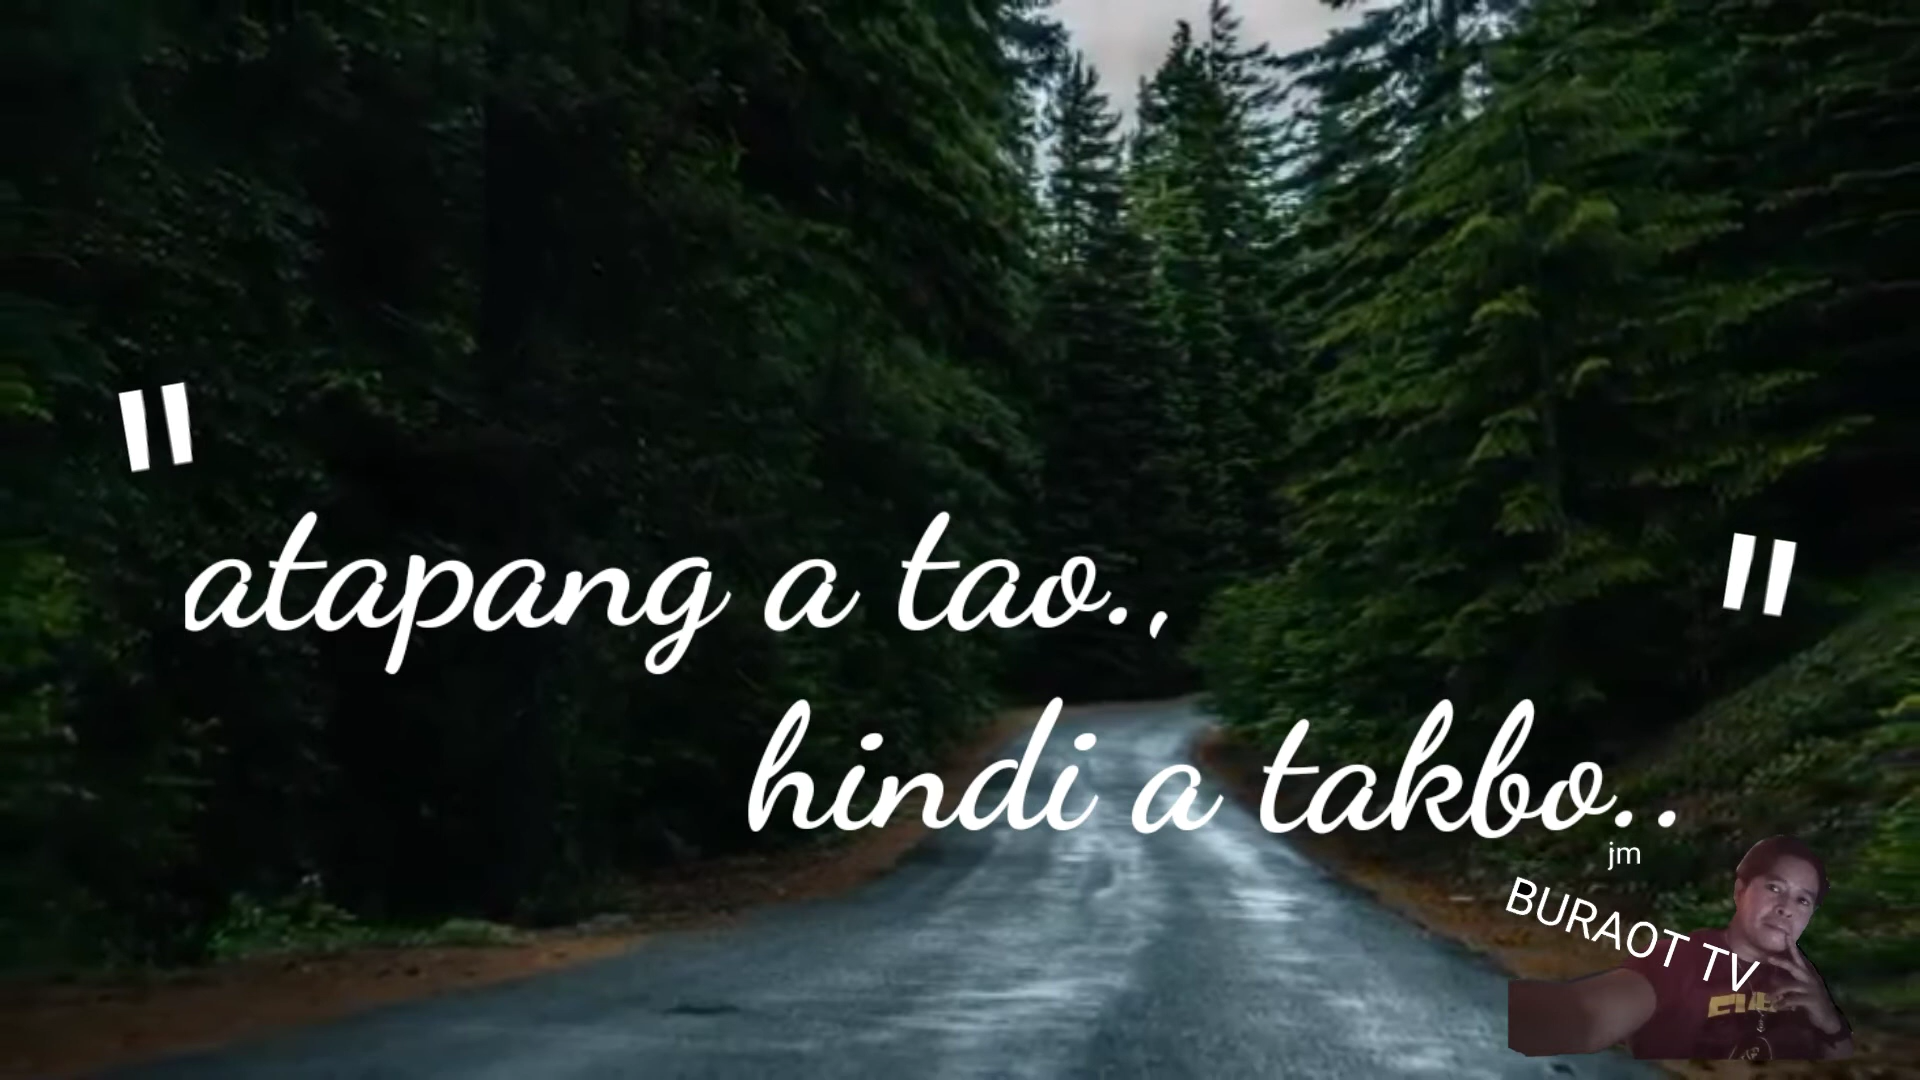 "atapang a tao.,
hindi a takbo.."
jm
BURAOT TV